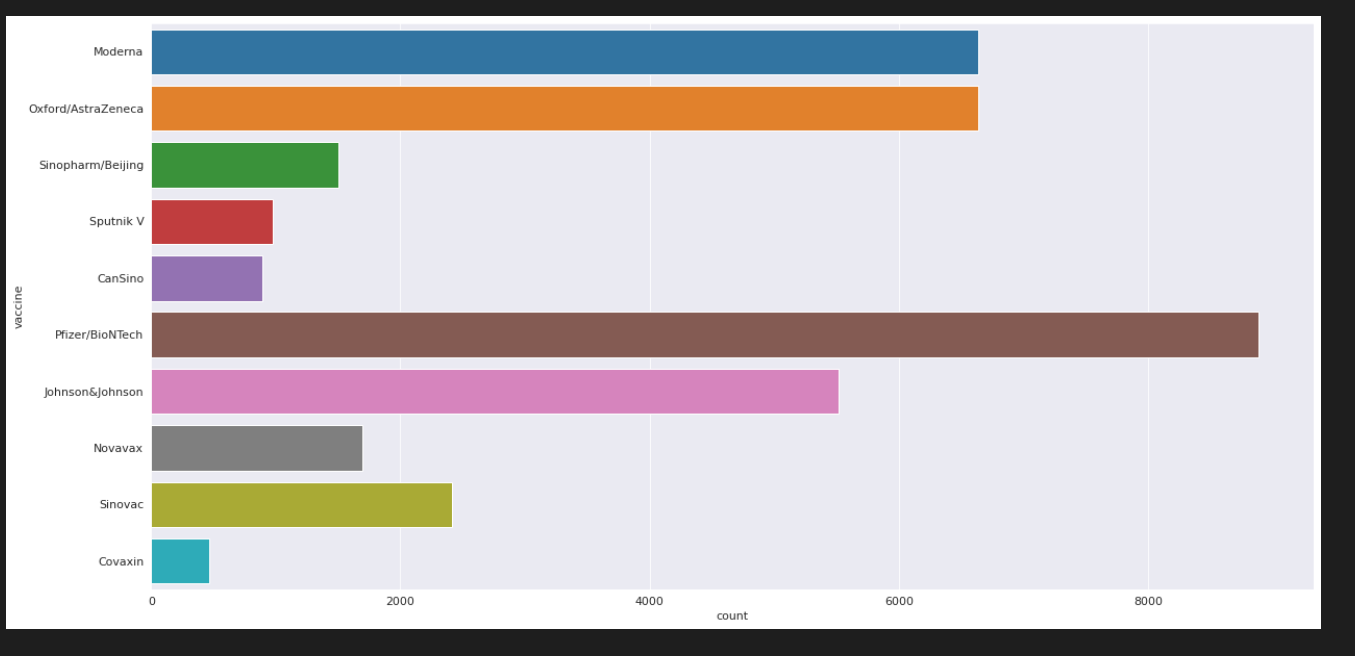 Moderna
Oxford/AstraZeneca
Sinopharm/Beijing
Sputnik V
CanSino
vaccine
Pfizer/BioNTech
Johnson&Johnson
Novavax
Sinovac
Covaxin
0 2000 4000 6000 8000
count